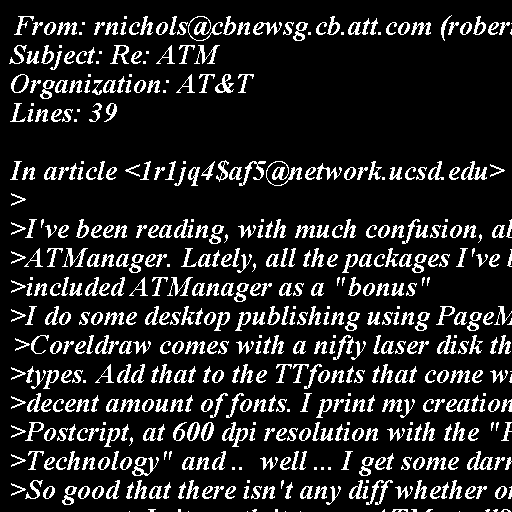 From: rnichols@cbnewsg.cb.att.com (rober
Subject: Re: ATM
Organization: AT&T
Lines: 39

In article <1r1jq4$af5@network.ucsd.edu>
>
>I've been reading, with much confusion, al
>ATManager. Lately, all the packages I've
>included ATManager as a "bonus"
>I do some desktop publishing using PageM
>Coreldraw comes with a nifty laser disk th
>types. Add that to the TTfonts that come wi
>decent amount of fonts. I print my creation
>Postcript, at 600 dpi resolution with the
>Technology" and .. well ... I get some darn
>So good that there isn't any diff whether or